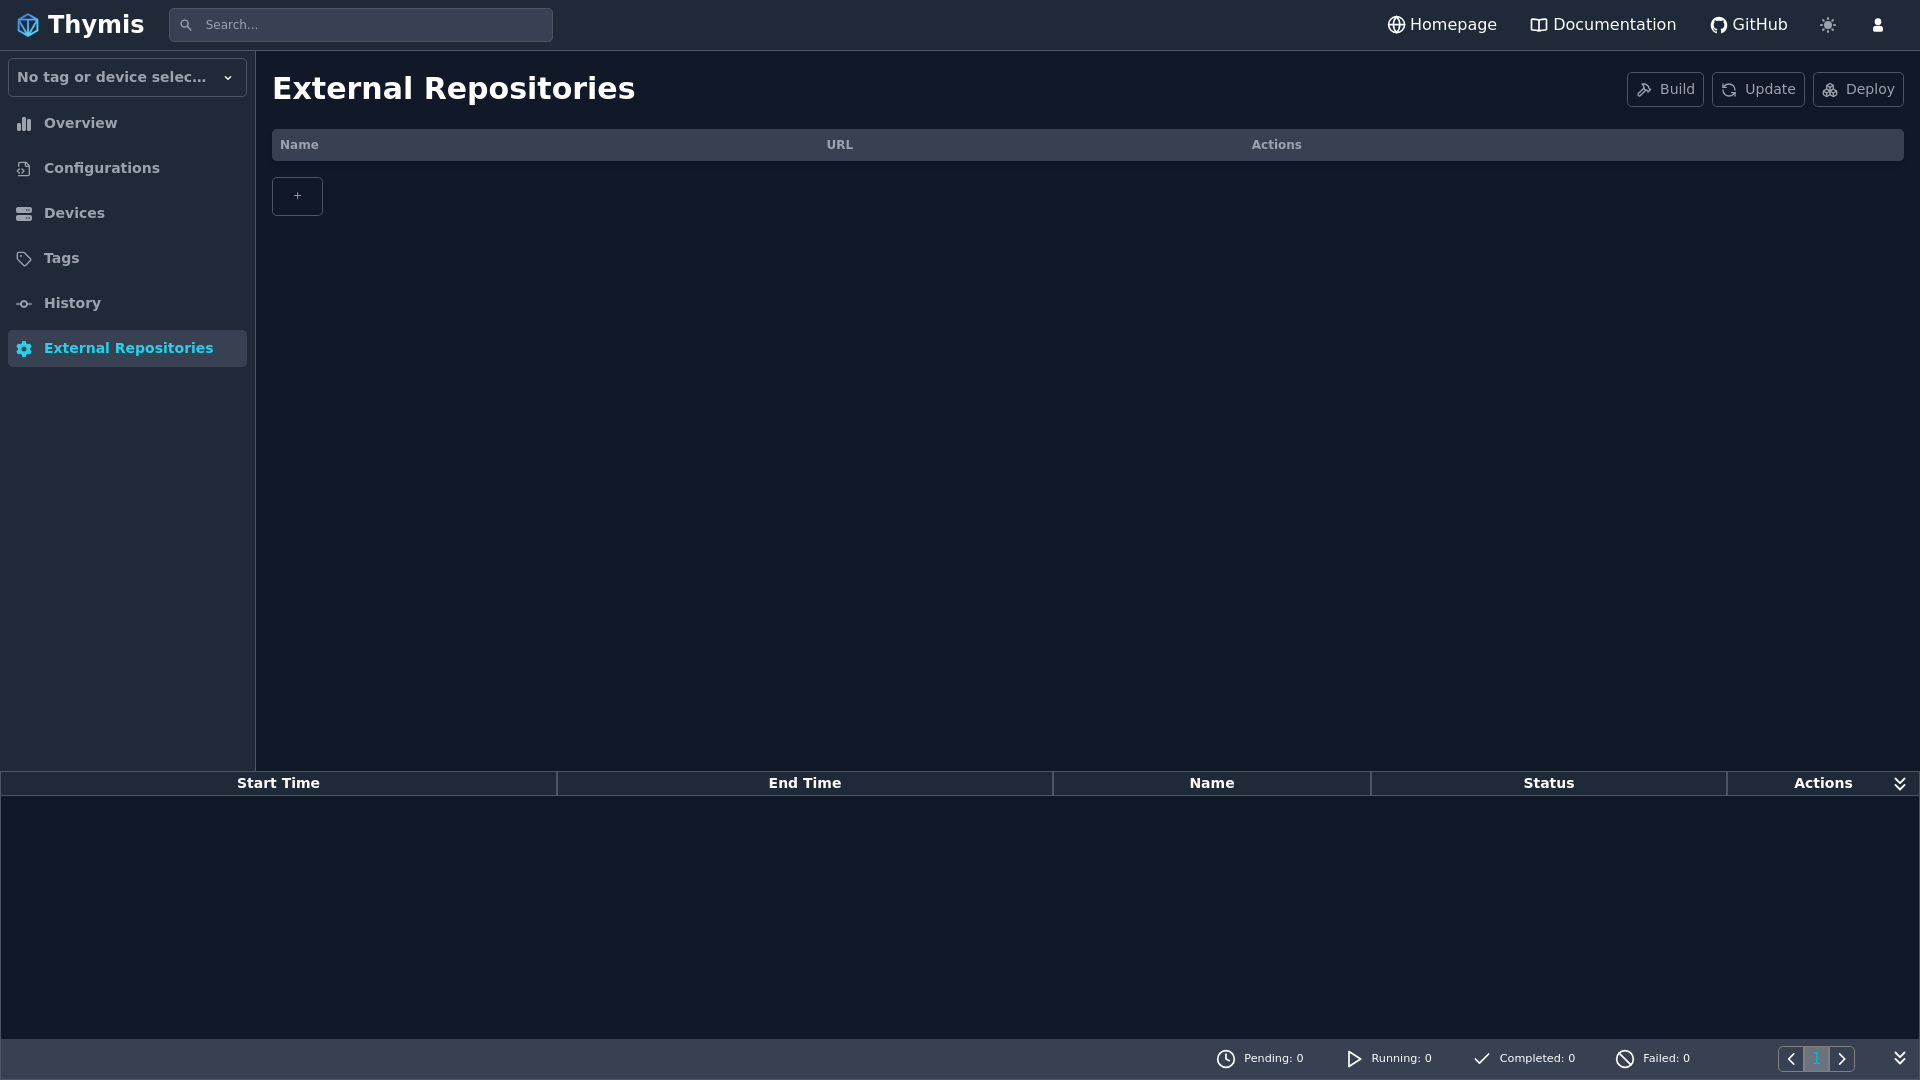 Thymis
Search...
Homepage
Documentation
GitHub
No tag or device selec...
Overview
Configurations
Devices
Tags
History
External Repositories
External Repositories
Build
Update
Deploy
Name URL Actions
+
Start Time End Time Name Status Actions
Pending: 0 Running: 0 Completed: 0 Failed: 0 1